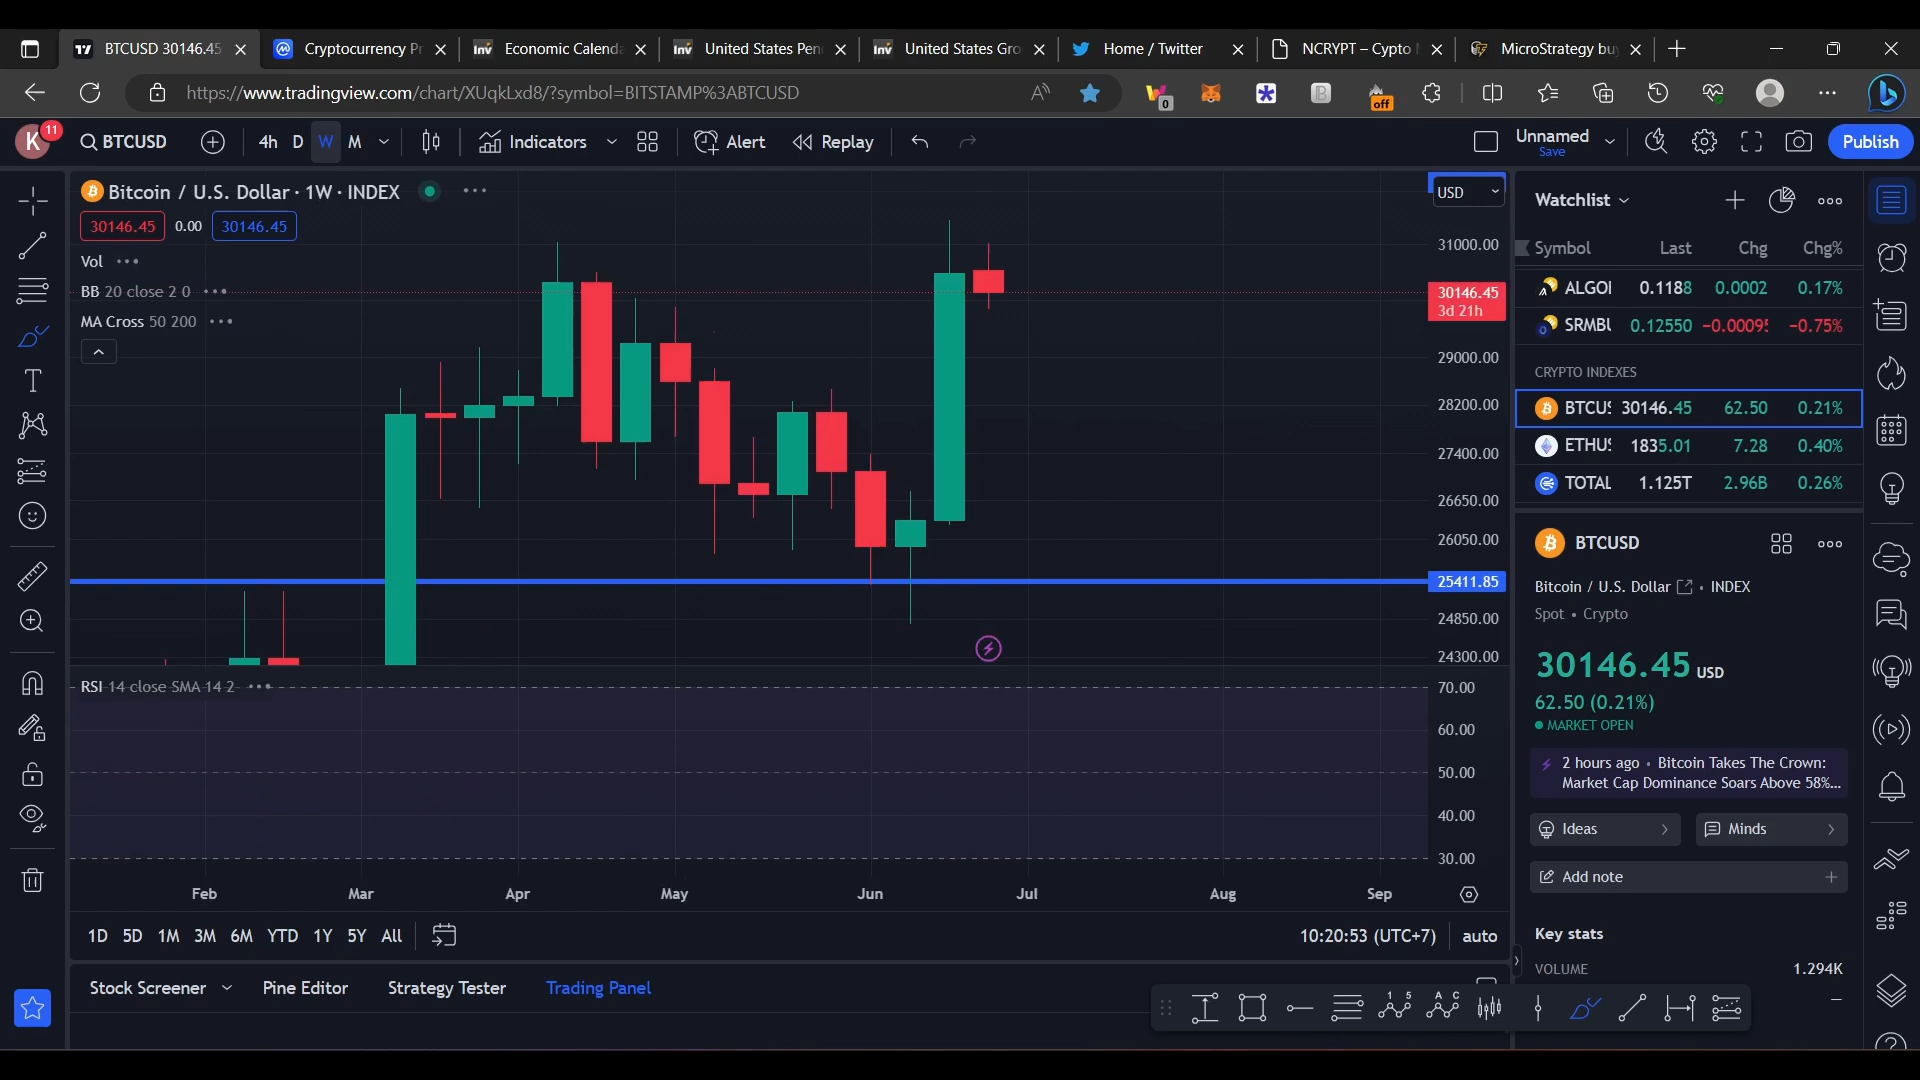 BTCUSD 30146.45
Cryptocurrency Pr
Economic Calenda
United States Pen
United States Gro
Home / Twitter
NCRYPT – Cypto
MicroStrategy bu
https://www.tradingview.com/chart/XUqkLxd8/?symbol=BITSTAMP%3ABTCUSD
0
off
K
11
BTCUSD
4h
D
W
M
Indicators
Alert
Replay
Unnamed
Save
Publish
Bitcoin / U.S. Dollar · 1W · INDEX
30146.45
0.00
30146.45
Vol
BB 20 close 2 0
MA Cross 50 200
USD
31000.00
30146.45
3d 21h
29000.00
28200.00
27400.00
26650.00
26050.00
25411.85
24850.00
24300.00
RSI 14 close SMA 14 2
70.00
60.00
50.00
40.00
30.00
Feb
Mar
Apr
May
Jun
Jul
Aug
Sep
1D
5D
1M
3M
6M
YTD
1Y
5Y
All
10:20:53 (UTC+7)
auto
Stock Screener
Pine Editor
Strategy Tester
Trading Panel
Watchlist
Symbol
Last
Chg
Chg%
ALGOI 0.1188 0.0002 0.17%
SRMBU 0.12550 −0.00095 −0.75%
CRYPTO INDEXES
BTCUS 30146.45 62.50 0.21%
ETHUS 1835.01 7.28 0.40%
TOTAL 1.125T 2.96B 0.26%
BTCUSD
Bitcoin / U.S. Dollar • INDEX
Spot • Crypto
30146.45 USD
62.50 (0.21%)
MARKET OPEN
2 hours ago • Bitcoin Takes The Crown:
Market Cap Dominance Soars Above 58%...
Ideas
Minds
Add note
Key stats
VOLUME 1.294K
—